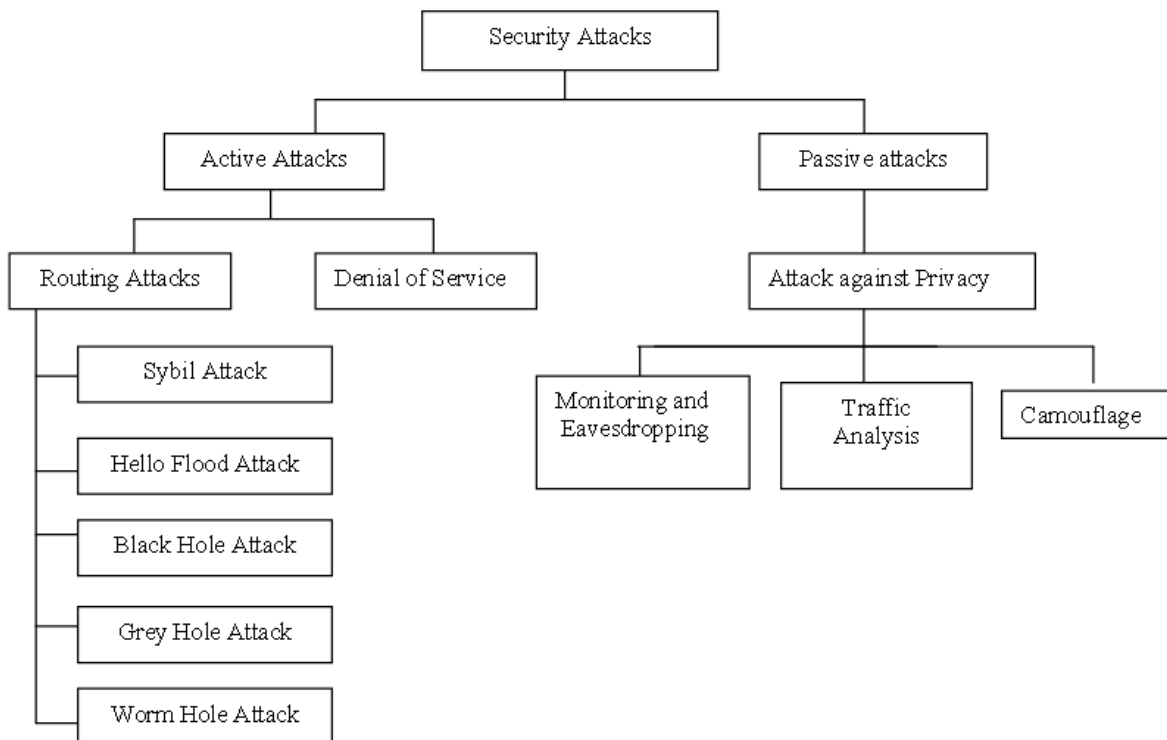 Security Attacks
Active Attacks
Passive attacks
Routing Attacks
Denial of Service
Attack against Privacy
Sybil Attack
Hello Flood Attack
Black Hole Attack
Grey Hole Attack
Worm Hole Attack
Monitoring and
Eavesdropping
Traffic
Analysis
Camouflage